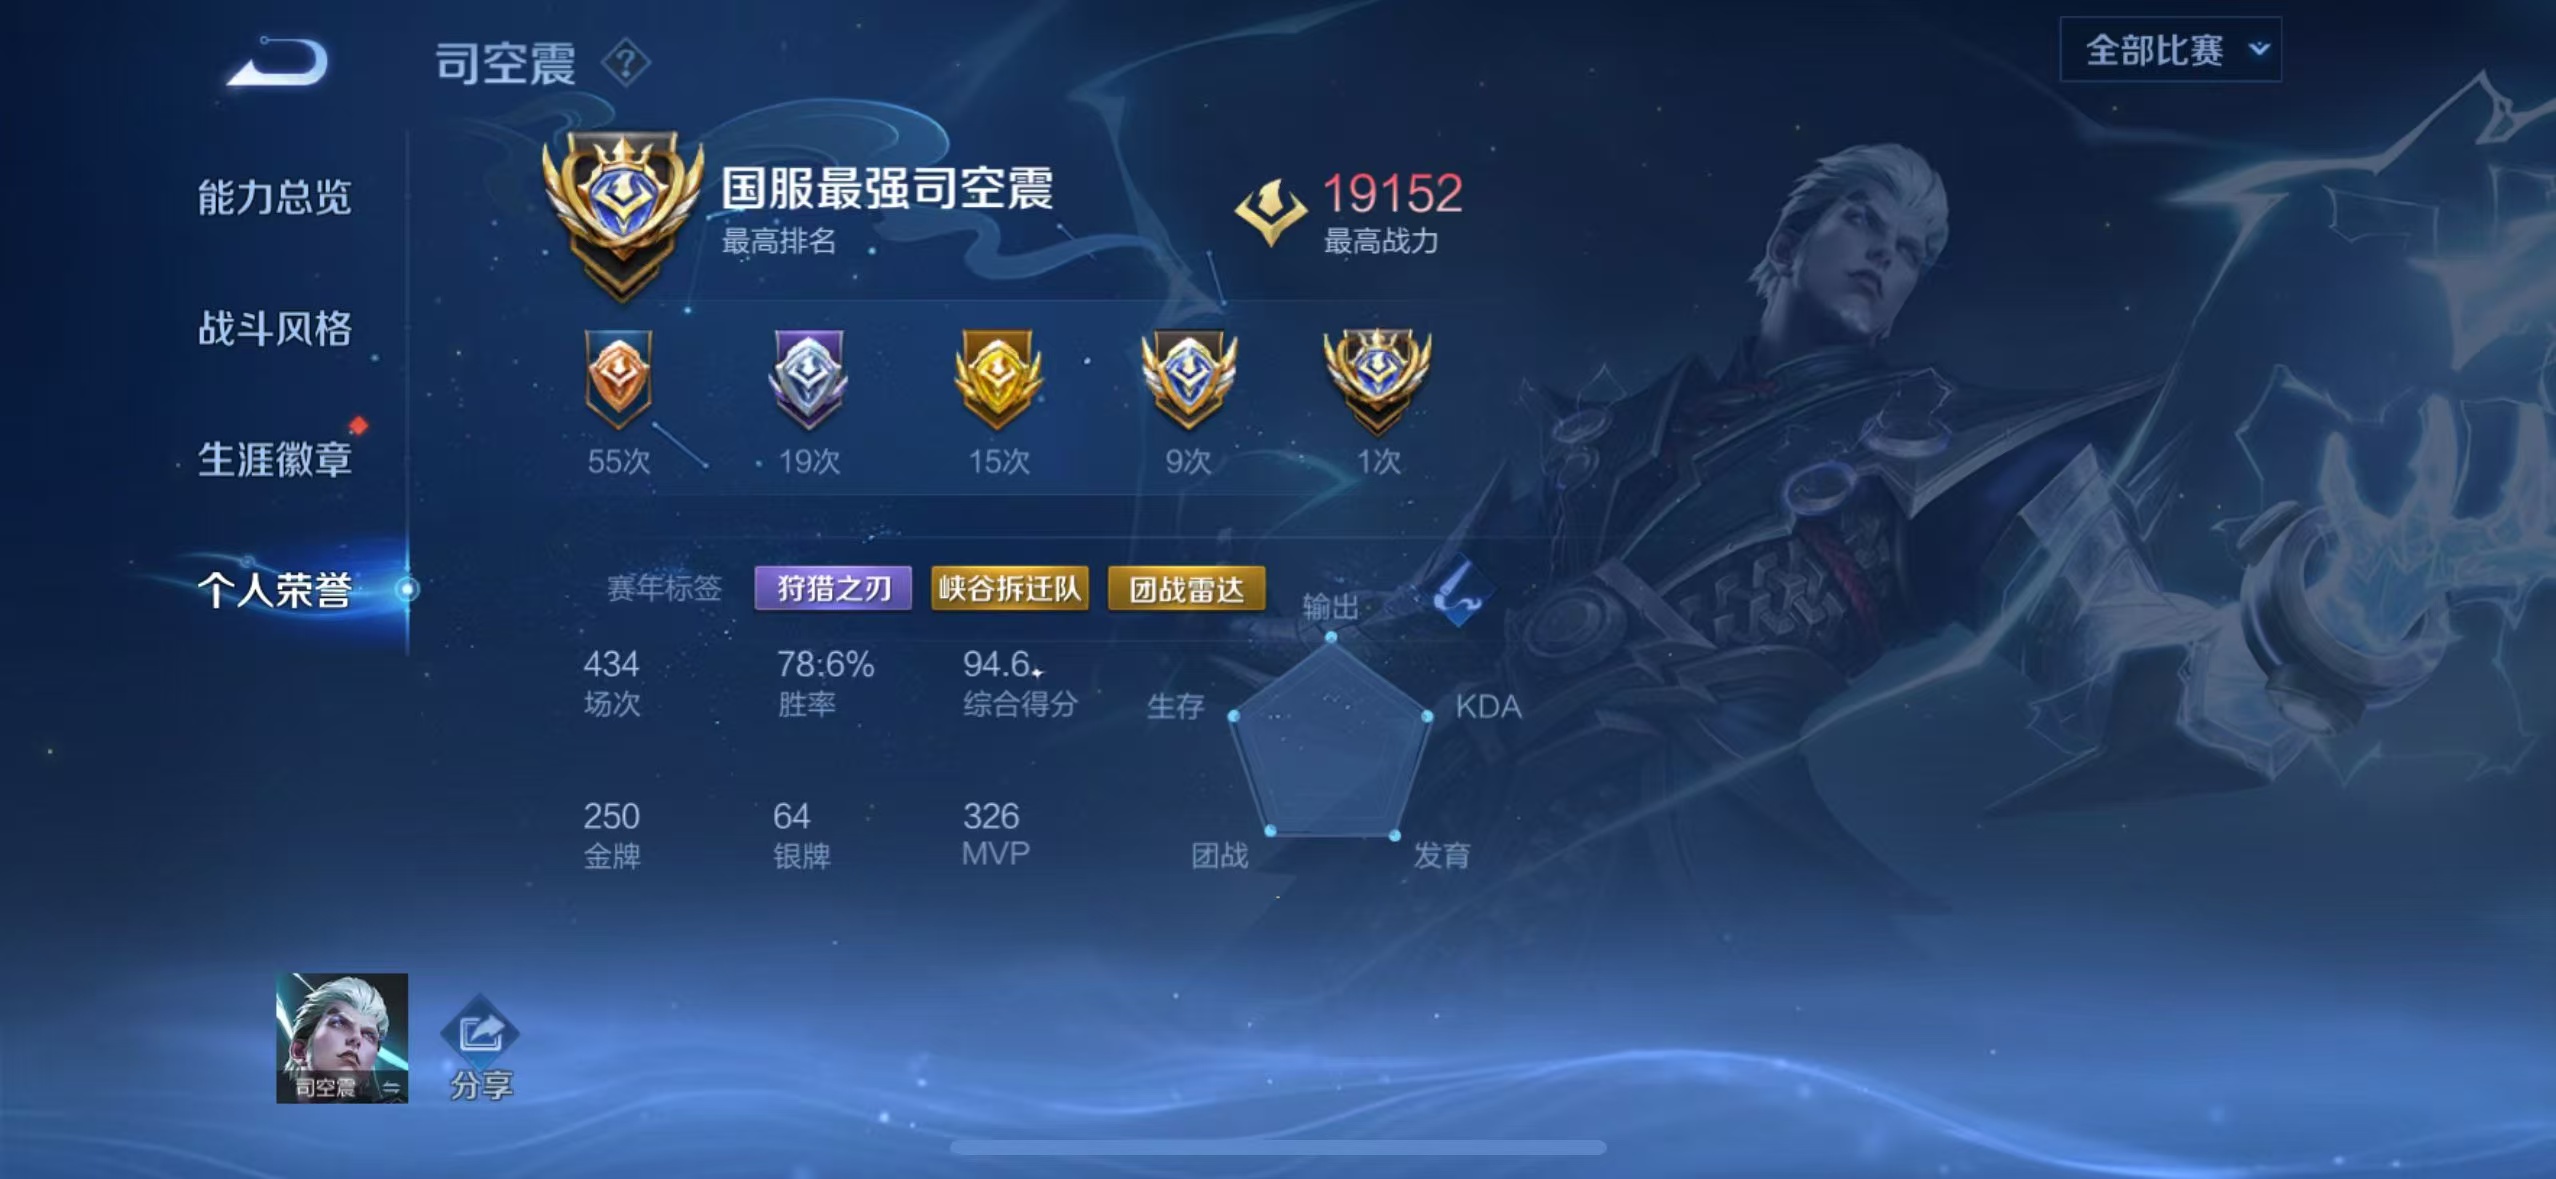 司空震
全部比赛
能力总览
战斗风格
生涯徽章
个人荣誉
国服最强司空震
最高排名
19152
最高战力
55次
19次
15次
9次
1次
赛年标签
狩猎之刃
峡谷拆迁队
团战雷达
434
场次
78:6%
胜率
94.6
综合得分
250
金牌
64
银牌
326
MVP
输出
生存
KDA
团战
发育
司空震
分享